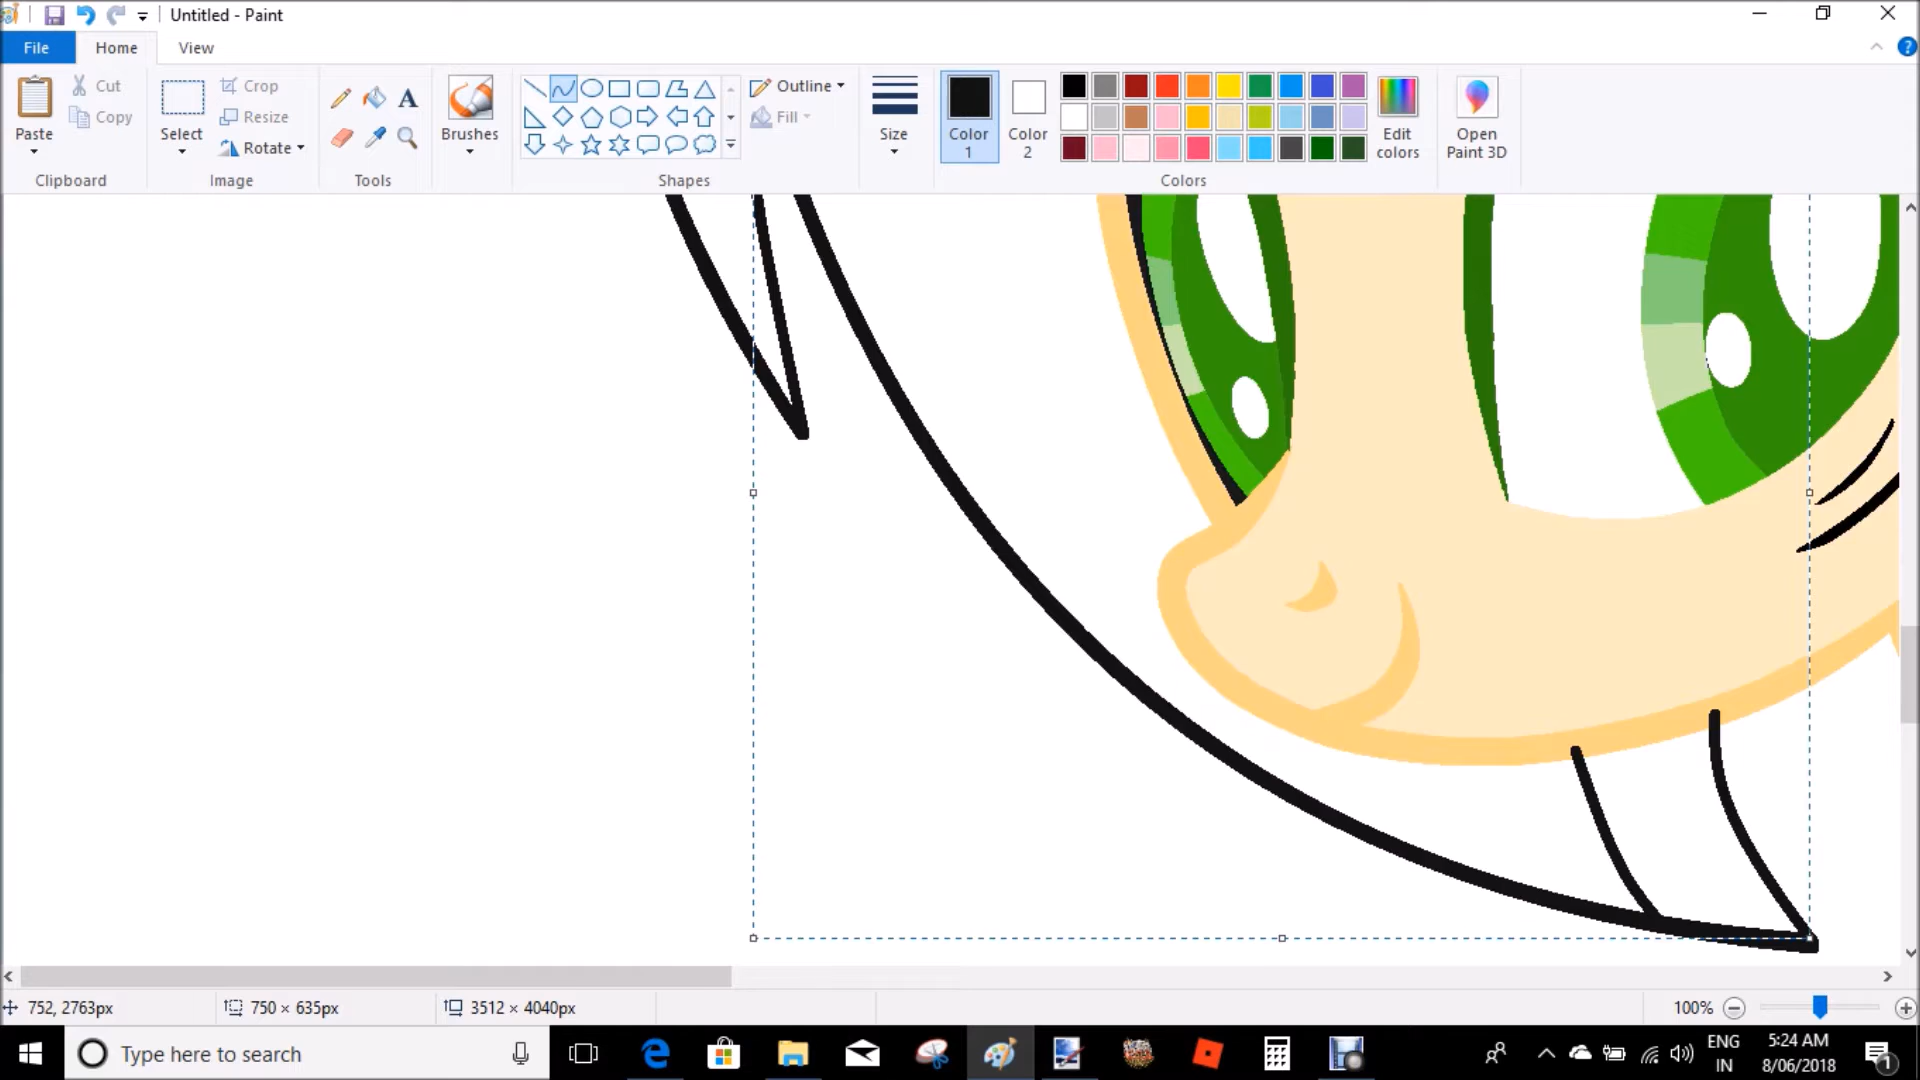 Untitled - Paint
File Home View
Paste
Cut
Copy
Clipboard
Select
Crop
Resize
Rotate
Image
A
Tools
Brushes
Shapes
Outline
Fill
Size
Color 1
Color 2
Colors
Edit colors
Open Paint 3D
752, 2763px
750 × 635px
3512 × 4040px
100%
Type here to search
ENG
IN
5:24 AM
8/06/2018
1